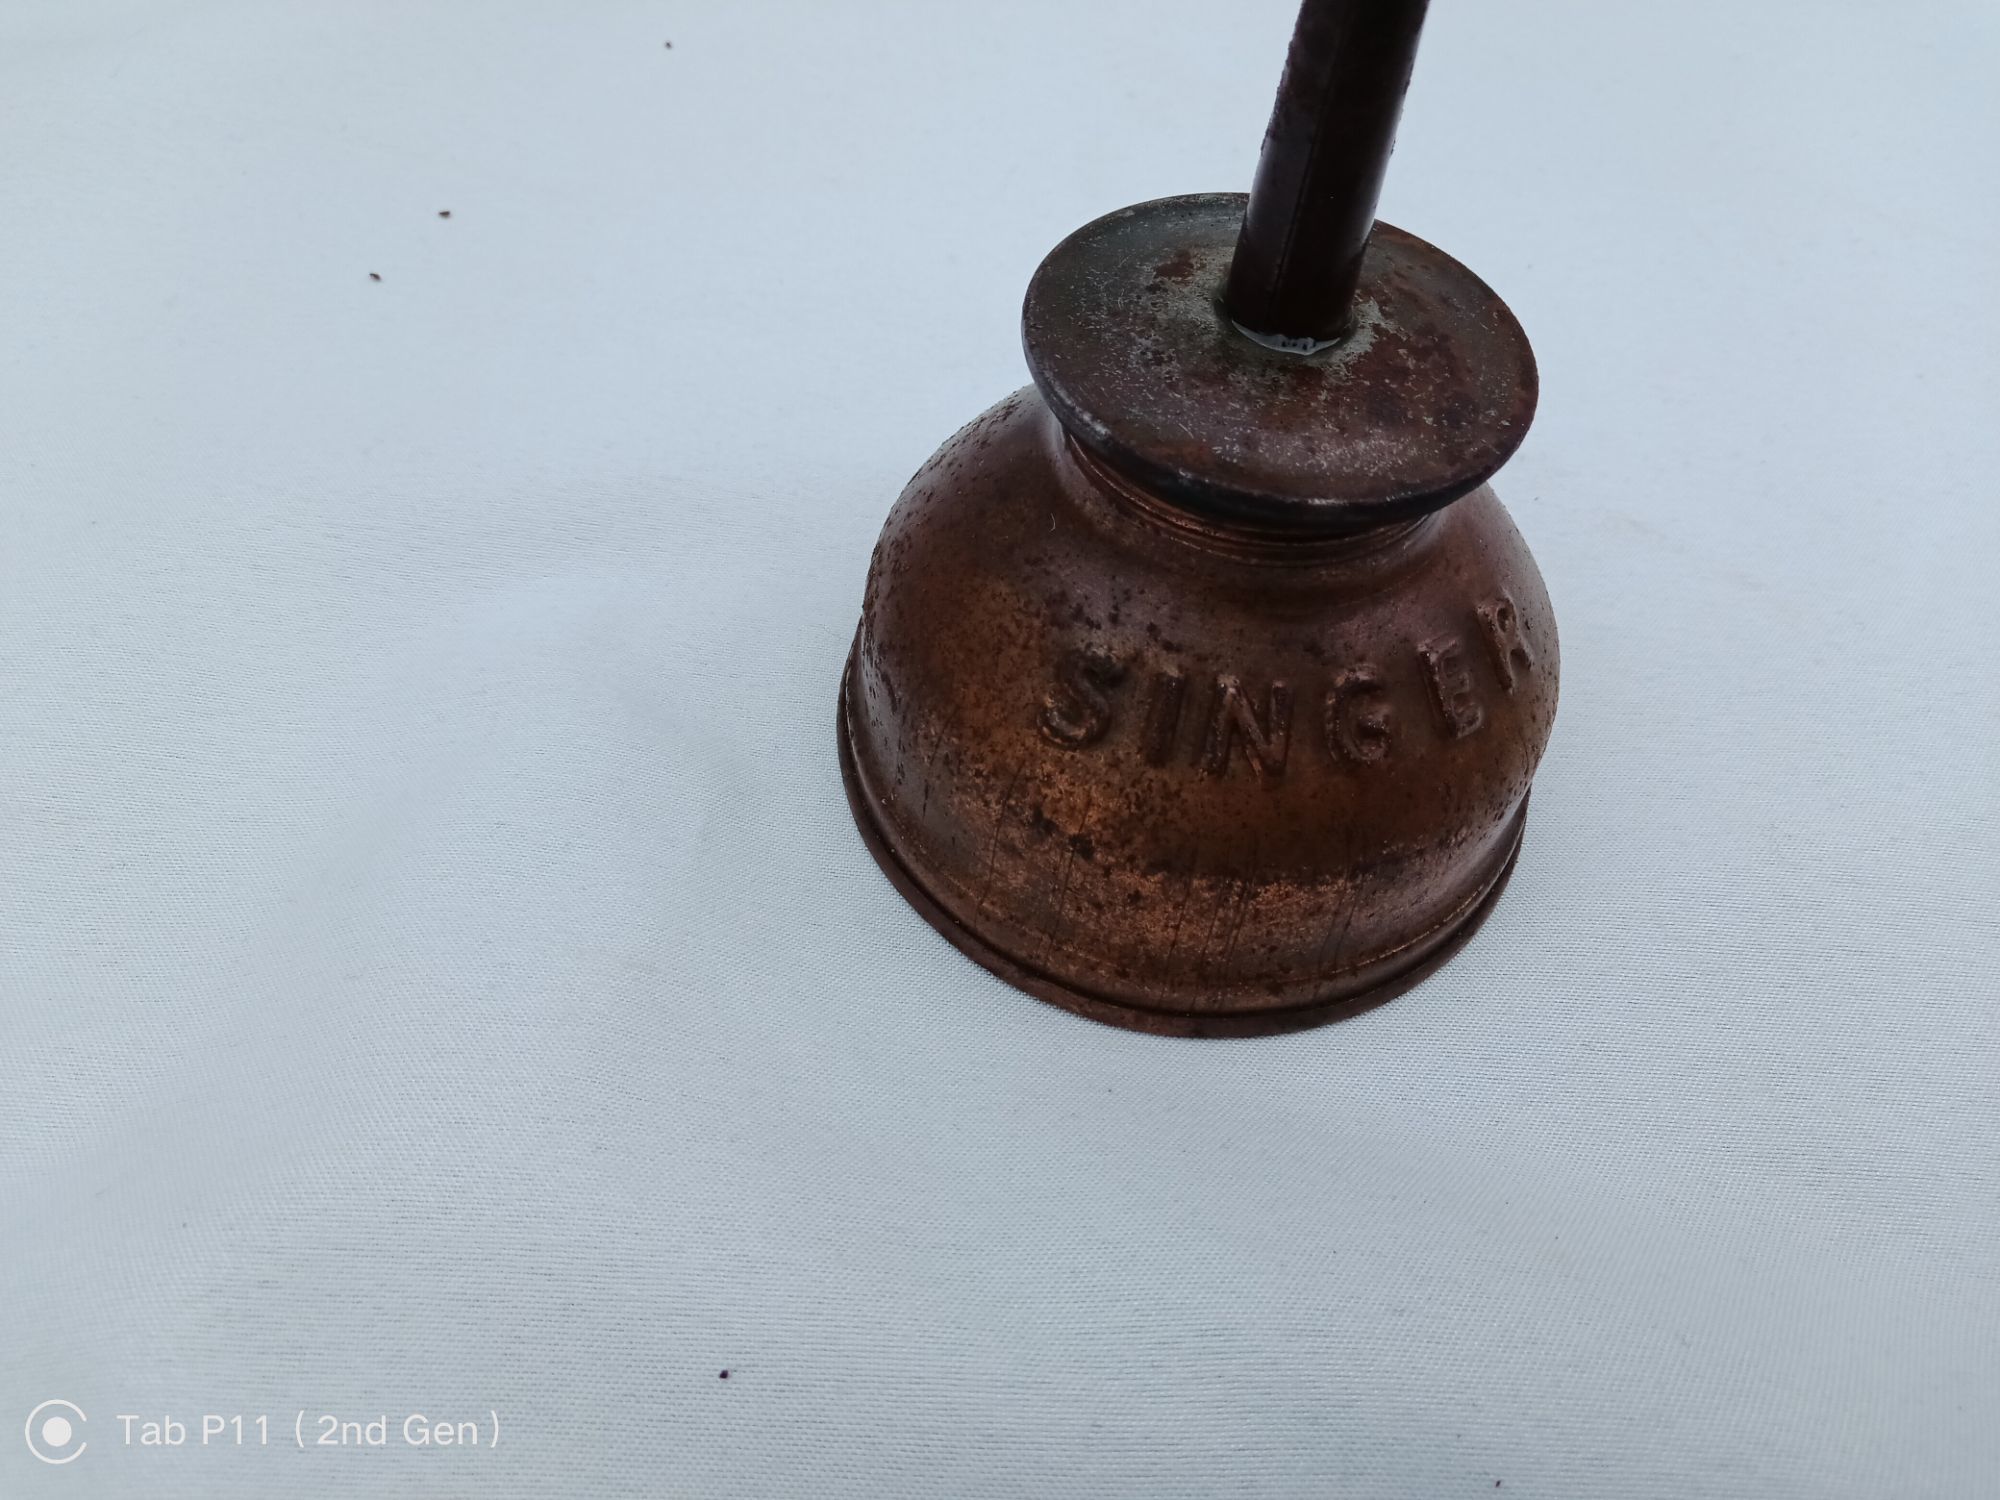 SINGER
Tab P11 (2nd Gen)